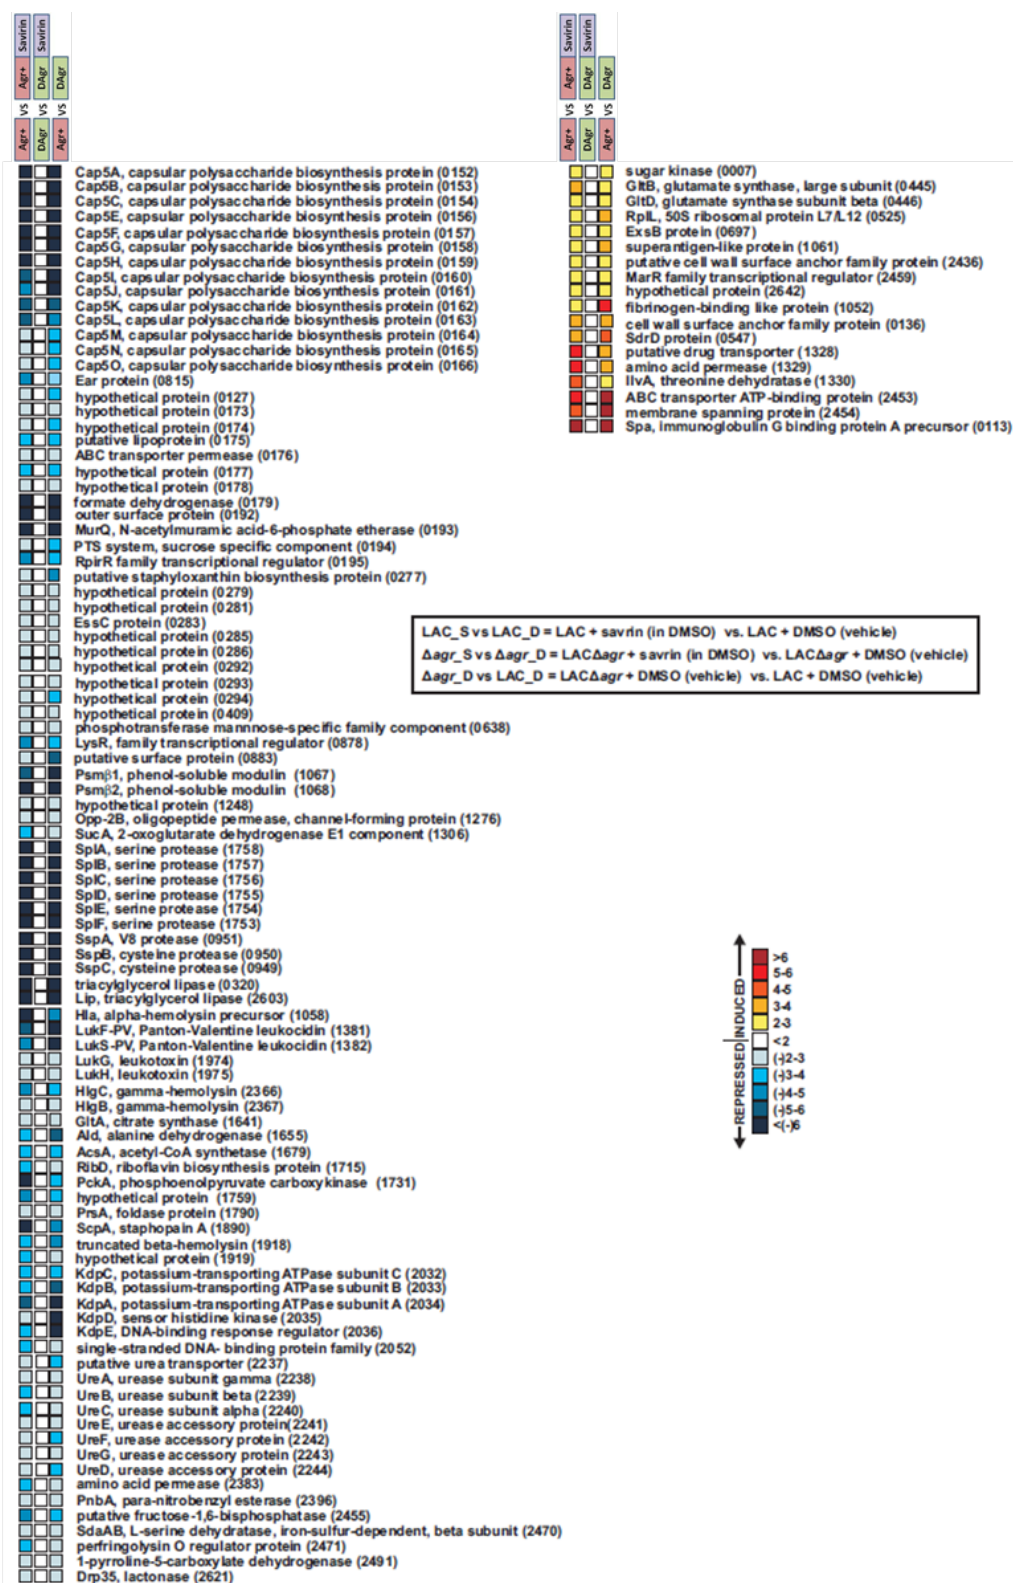 Agr+ vs Agr+ Savirin
DAgr vs DAgr Savirin
Agr+ vs DAgr
Agr+ vs Agr+ Savirin
DAgr vs DAgr Savirin
Agr+ vs DAgr
Cap5A, capsular polysaccharide biosynthesis protein (0152)
Cap5B, capsular polysaccharide biosynthesis protein (0153)
Cap5C, capsular polysaccharide biosynthesis protein (0154)
Cap5E, capsular polysaccharide biosynthesis protein (0156)
Cap5F, capsular polysaccharide biosynthesis protein (0157)
Cap5G, capsular polysaccharide biosynthesis protein (0158)
Cap5H, capsular polysaccharide biosynthesis protein (0159)
Cap5I, capsular polysaccharide biosynthesis protein (0160)
Cap5J, capsular polysaccharide biosynthesis protein (0161)
Cap5K, capsular polysaccharide biosynthesis protein (0162)
Cap5L, capsular polysaccharide biosynthesis protein (0163)
Cap5M, capsular polysaccharide biosynthesis protein (0164)
Cap5N, capsular polysaccharide biosynthesis protein (0165)
Cap5O, capsular polysaccharide biosynthesis protein (0166)
Ear protein (0815)
hypothetical protein (0127)
hypothetical protein (0173)
hypothetical protein (0174)
putative lipoprotein (0175)
ABC transporter permease (0176)
hypothetical protein (0177)
hypothetical protein (0178)
formate dehydrogenase (0179)
outer surface protein (0192)
MurQ, N-acetylmuramic acid-6-phosphate etherase (0193)
PTS system, sucrose specific component (0194)
RpirR family transcriptional regulator (0195)
putative staphyloxanthin biosynthesis protein (0277)
hypothetical protein (0279)
hypothetical protein (0281)
EssC protein (0283)
hypothetical protein (0285)
hypothetical protein (0286)
hypothetical protein (0292)
hypothetical protein (0293)
hypothetical protein (0294)
hypothetical protein (0409)
phosphotransferase mannnose-specific family component (0638)
LysR, family transcriptional regulator (0878)
putative surface protein (0883)
Psmβ1, phenol-soluble modulin (1067)
Psmβ2, phenol-soluble modulin (1068)
hypothetical protein (1248)
Opp-2B, oligopeptide permease, channel-forming protein (1276)
SucA, 2-oxoglutarate dehydrogenase E1 component (1306)
SplA, serine protease (1758)
SplB, serine protease (1757)
SplC, serine protease (1756)
SplD, serine protease (1755)
SplE, serine protease (1754)
SplF, serine protease (1753)
SspA, V8 protease (0951)
SspB, cysteine protease (0950)
SspC, cysteine protease (0949)
triacylglycerol lipase (0320)
Lip, triacylglycerol lipase (2603)
Hla, alpha-hemolysin precursor (1058)
LukF-PV, Panton-Valentine leukocidin (1381)
LukS-PV, Panton-Valentine leukocidin (1382)
LukG, leukotoxin (1974)
LukH, leukotoxin (1975)
HlgC, gamma-hemolysin (2366)
HlgB, gamma-hemolysin (2367)
GltA, citrate synthase (1641)
Ald, alanine dehydrogenase (1655)
AcsA, acetyl-CoA synthetase (1679)
RibD, riboflavin biosynthesis protein (1715)
PckA, phosphoenolpyruvate carboxykinase (1731)
hypothetical protein (1759)
PrsA, foldase protein (1790)
ScpA, staphopain A (1890)
truncated beta-hemolysin (1918)
hypothetical protein (1919)
KdpC, potassium-transporting ATPase subunit C (2032)
KdpB, potassium-transporting ATPase subunit B (2033)
KdpA, potassium-transporting ATPase subunit A (2034)
KdpD, sensor histidine kinase (2035)
KdpE, DNA-binding response regulator (2036)
single-stranded DNA- binding protein family (2052)
putative urea transporter (2237)
UreA, urease subunit gamma (2238)
UreB, urease subunit beta (2239)
UreC, urease subunit alpha (2240)
UreE, urease accessory protein(2241)
UreF, urease accessory protein (2242)
UreG, urease accessory protein (2243)
UreD, urease accessory protein (2244)
amino acid permease (2383)
PnbA, para-nitrobenzyl esterase (2396)
putative fructose-1,6-bisphosphatase (2455)
SdaAB, L-serine dehydratase, iron-sulfur-dependent, beta subunit (2470)
perfringolysin O regulator protein (2471)
1-pyrroline-5-carboxylate dehydrogenase (2491)
Drp35, lactonase (2621)
sugar kinase (0007)
GltB, glutamate synthase, large subunit (0445)
GltD, glutamate synthase subunit beta (0446)
RplL, 50S ribosomal protein L7/L12 (0525)
ExsB protein (0697)
superantigen-like protein (1061)
putative cell wall surface anchor family protein (2436)
MarR family transcriptional regulator (2459)
hypothetical protein (2642)
fibrinogen-binding like protein (1052)
cell wall surface anchor family protein (0136)
SdrD protein (0547)
putative drug transporter (1328)
amino acid permease (1329)
IlvA, threonine dehydratase (1330)
ABC transporter ATP-binding protein (2453)
membrane spanning protein (2454)
Spa, immunoglobulin G binding protein A precursor (0113)
LAC_S vs LAC_D = LAC + savrin (in DMSO) vs. LAC + DMSO (vehicle)
Δagr_S vs Δagr_D = LACΔagr + savrin (in DMSO) vs. LACΔagr + DMSO (vehicle)
Δagr_D vs LAC_D = LACΔagr + DMSO (vehicle) vs. LAC + DMSO (vehicle)
REPRESSED INDUCED
>6
5-6
4-5
3-4
2-3
<2
(-)2-3
(-)3-4
(-)4-5
(-)5-6
<(-)6